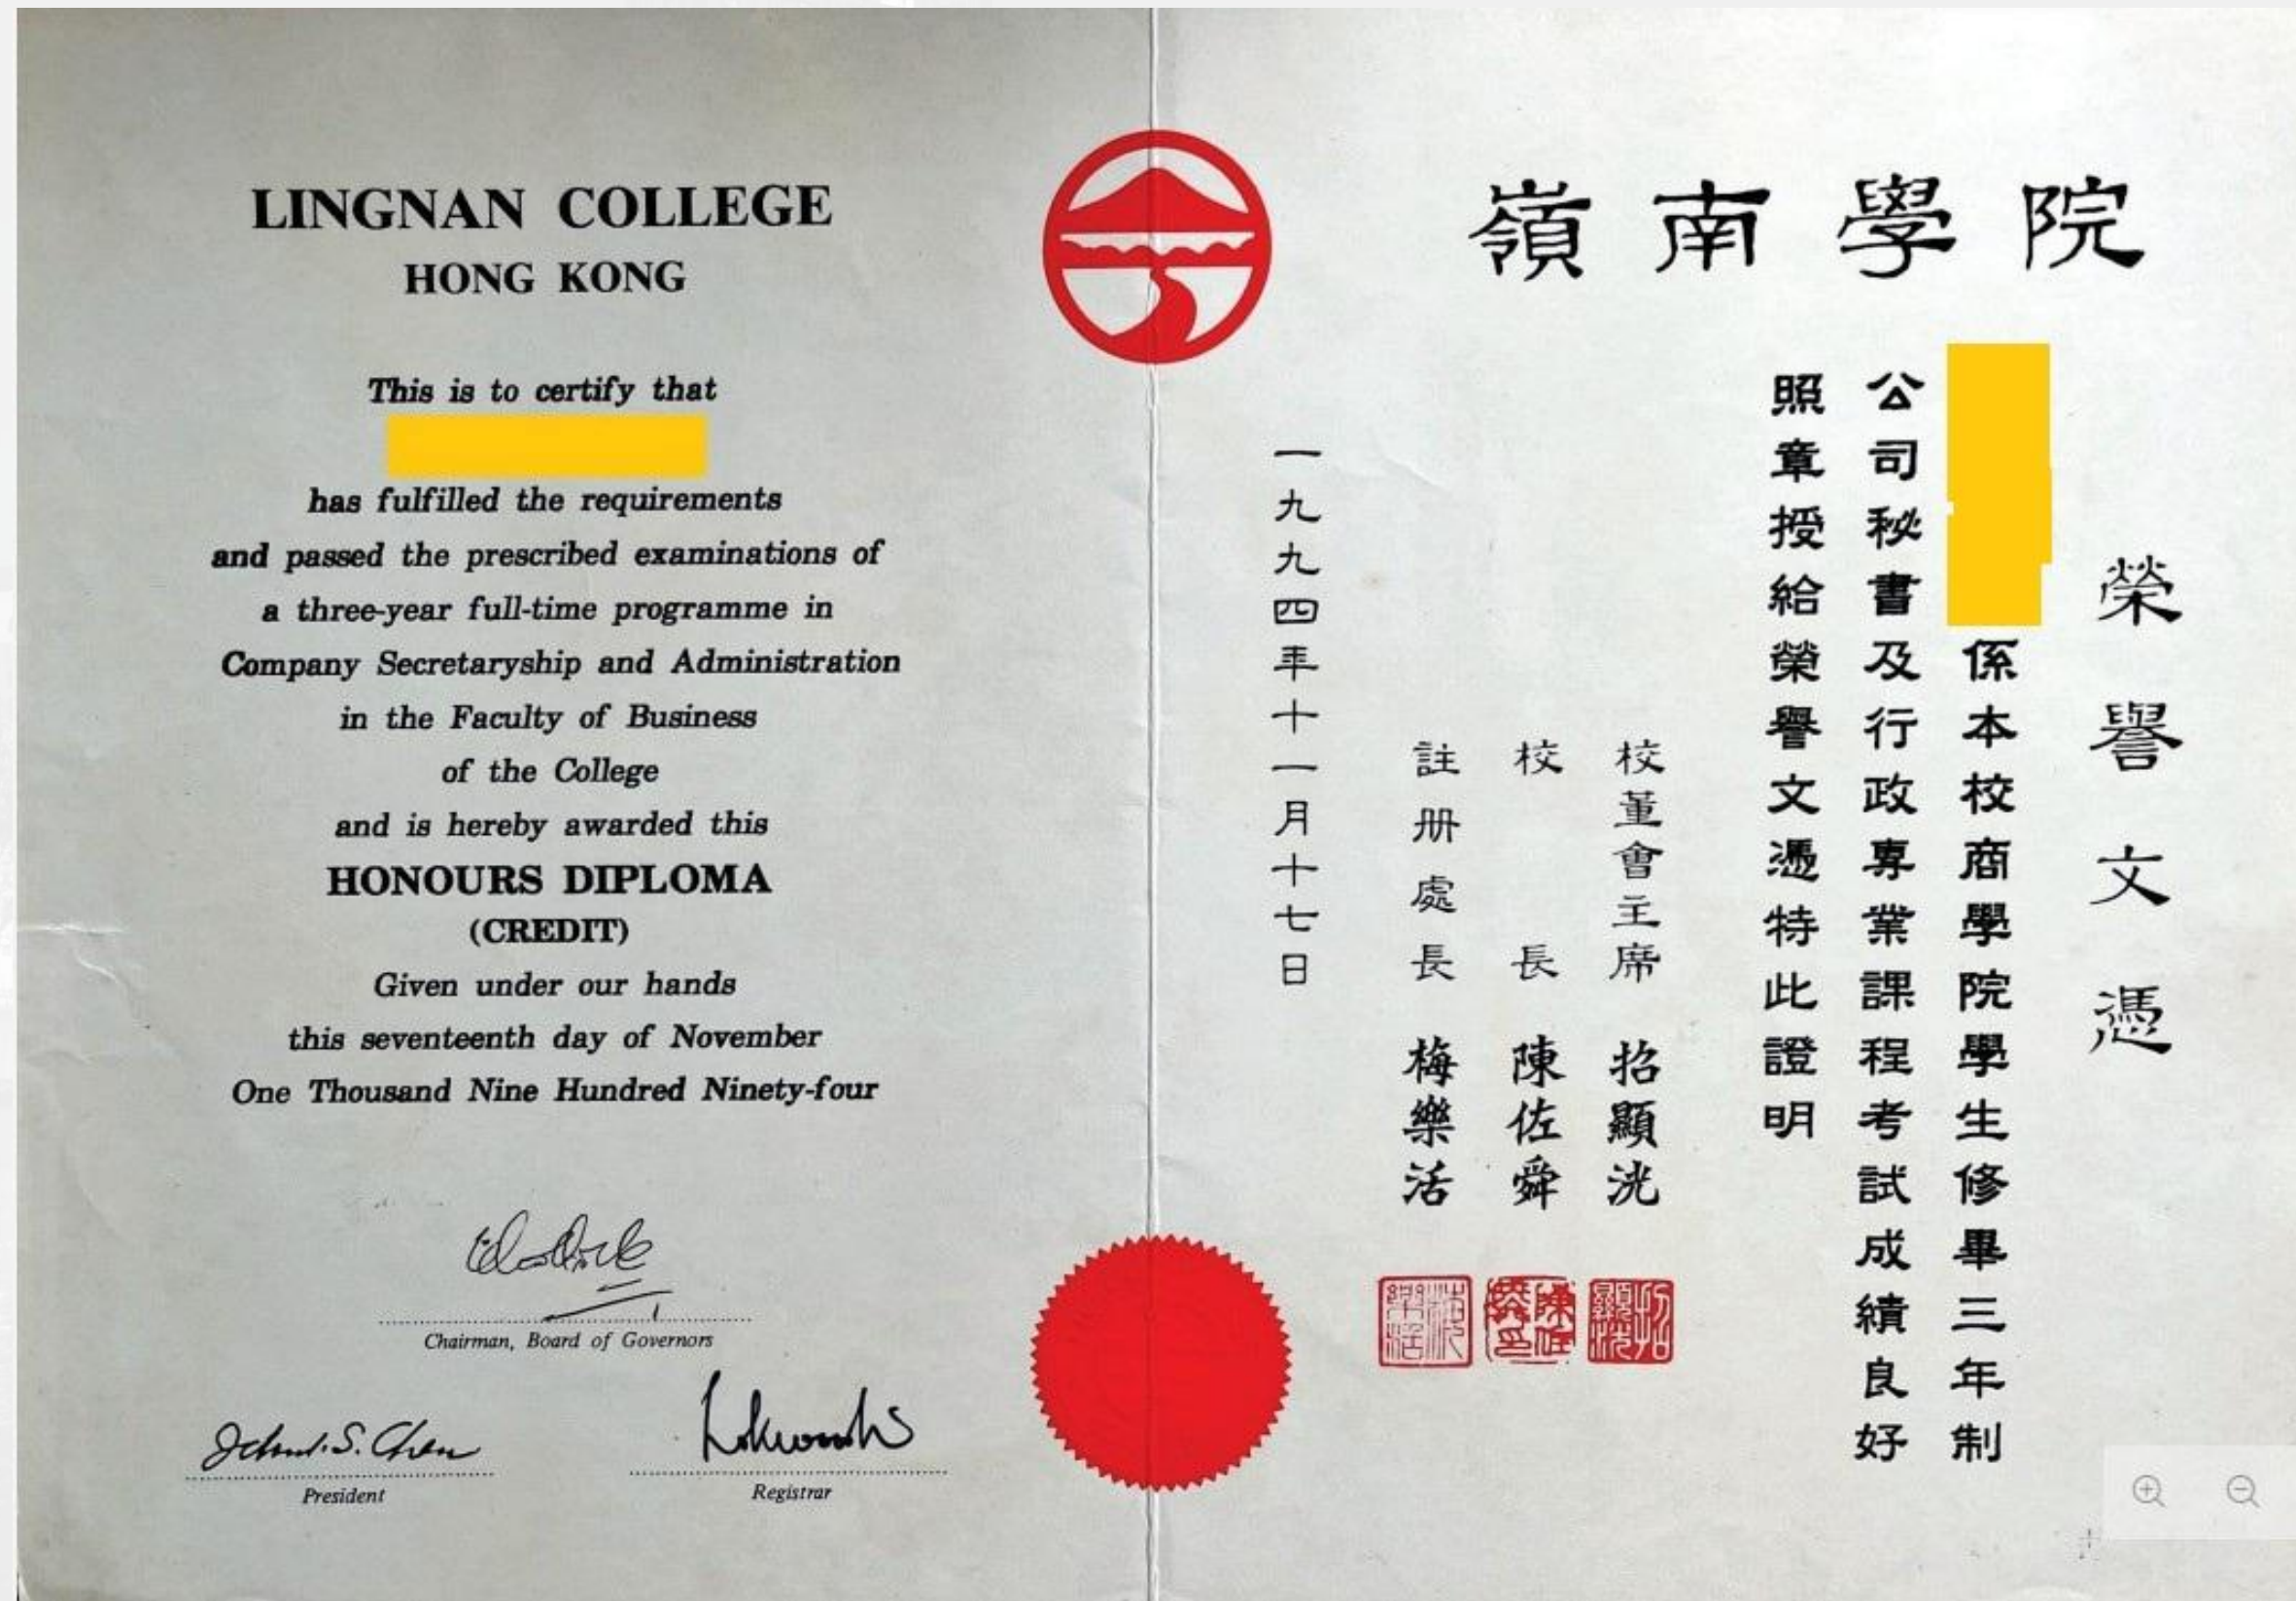 LINGNAN COLLEGE
HONG KONG
This is to certify that
has fulfilled the requirements
and passed the prescribed examinations of
a three-year full-time programme in
Company Secretaryship and Administration
in the Faculty of Business
of the College
and is hereby awarded this
HONOURS DIPLOMA
(CREDIT)
Given under our hands
this seventeenth day of November
One Thousand Nine Hundred Ninety-four
Chairman, Board of Governors
President
Registrar
嶺南學院
榮譽文憑
係本校商學院學生修畢三年制
公司秘書及行政專業課程考試成績良好
照章授給榮譽文憑特此證明
校董會主席 招顯洸
校長 陳佐舜
註册處長 梅樂活
一九九四年十一月十七日